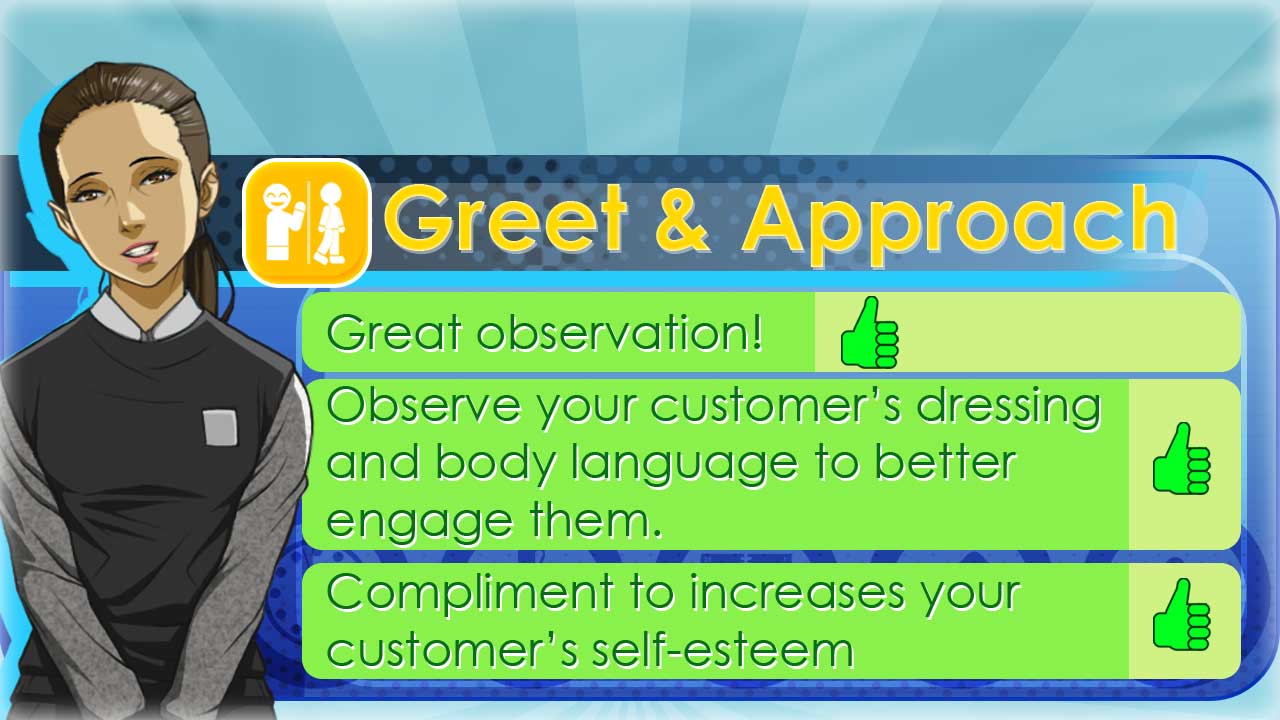 Greet & Approach
Great observation!
Observe your customer’s dressing
and body language to better
engage them.
Compliment to increases your
customer’s self-esteem